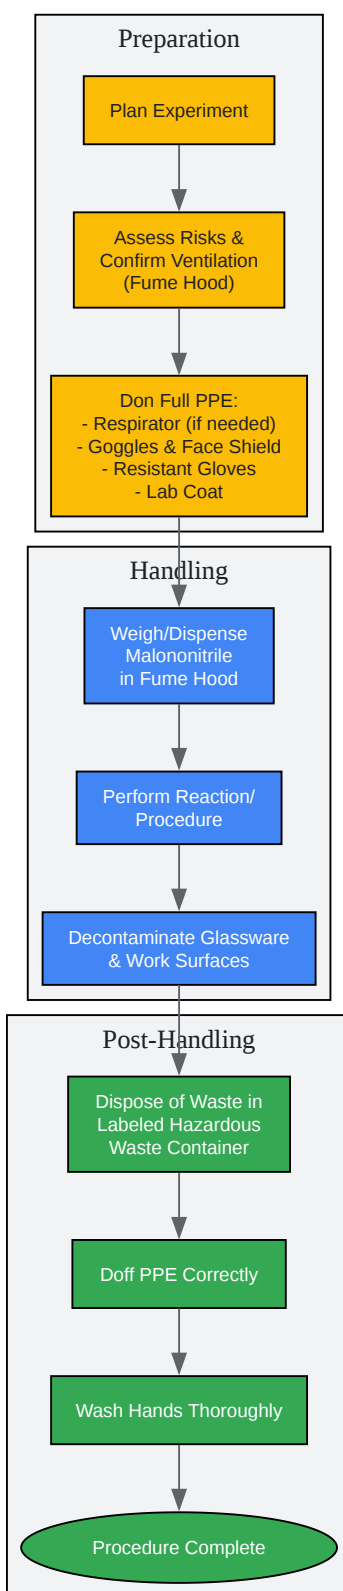 Preparation
Plan Experiment
Assess Risks &
Confirm Ventilation
(Fume Hood)
Don Full PPE:
- Respirator (if needed)
- Goggles & Face Shield
- Resistant Gloves
- Lab Coat
Handling
Weigh/Dispense
Malononitrile
in Fume Hood
Perform Reaction/
Procedure
Decontaminate Glassware
& Work Surfaces
Post-Handling
Dispose of Waste in
Labeled Hazardous
Waste Container
Doff PPE Correctly
Wash Hands Thoroughly
Procedure Complete